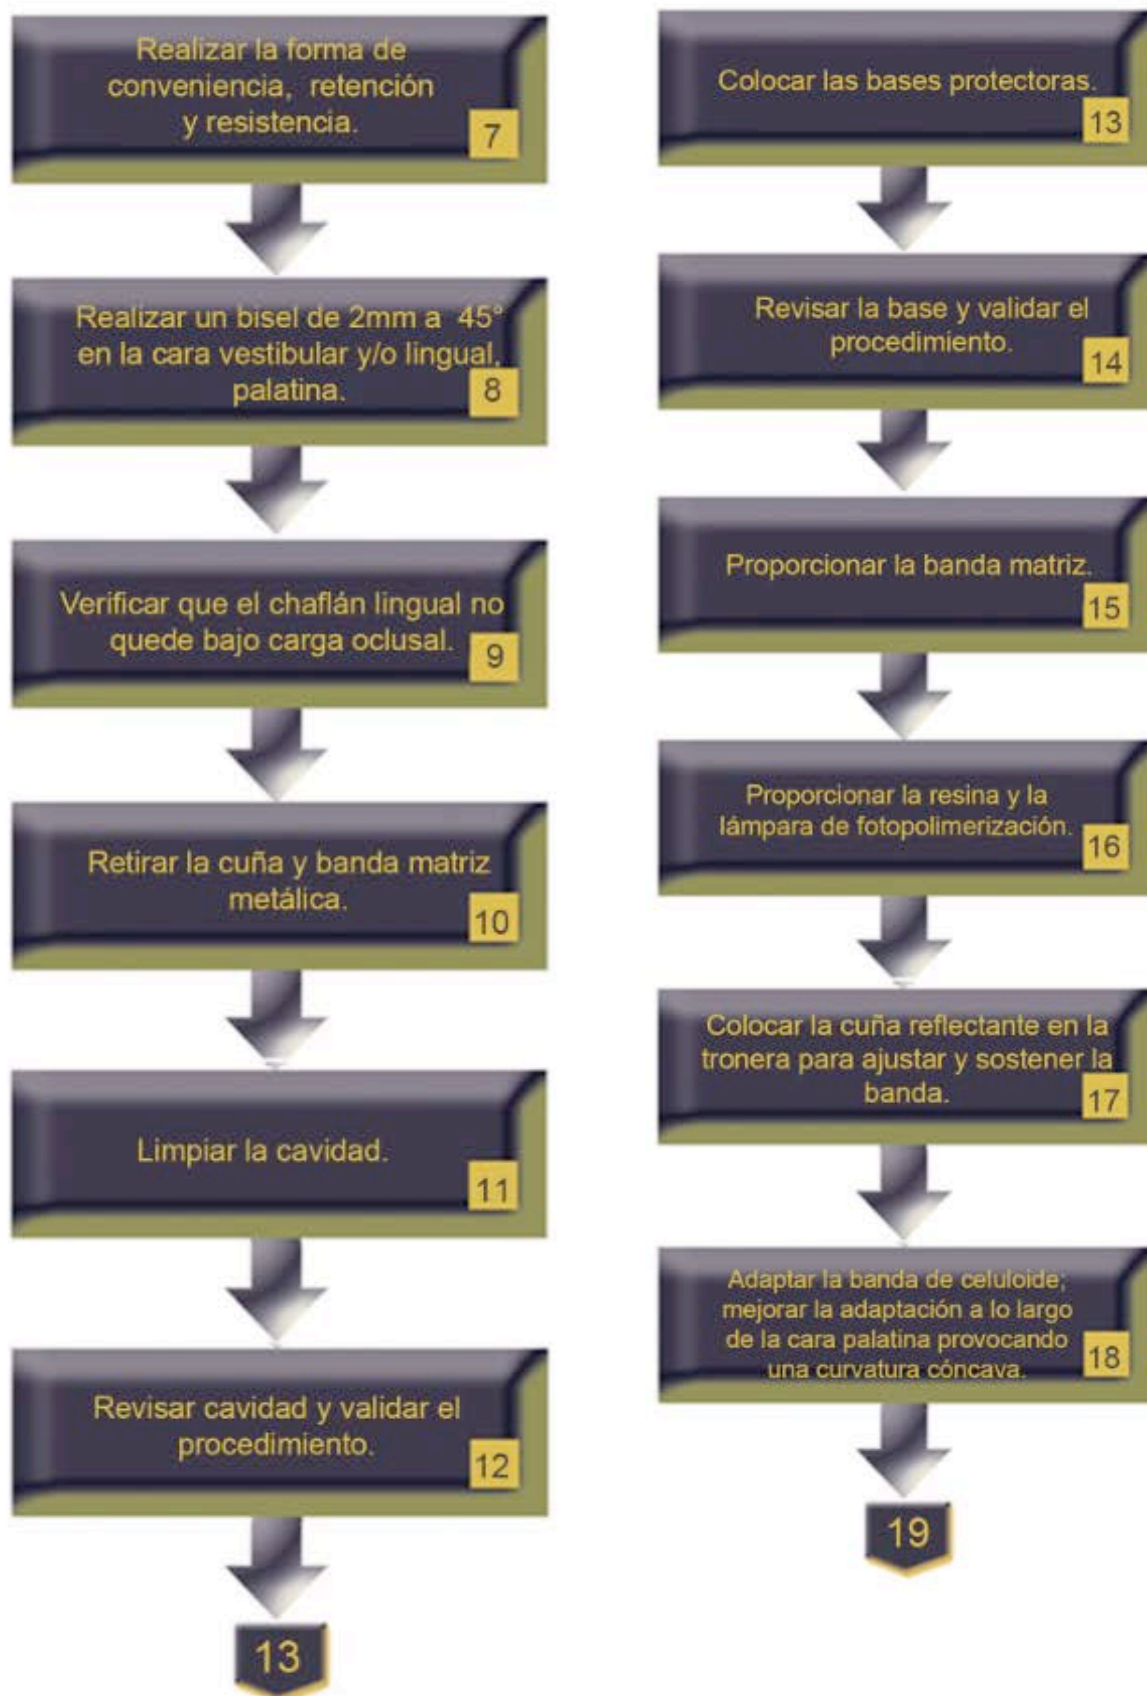 Realizar la forma de
conveniencia, retención
y resistencia.
7
Realizar un bisel de 2mm a 45°
en la cara vestibular y/o lingual,
palatina.
8
Verificar que el chaflán lingual no
quede bajo carga oclusal.
9
Retirar la cuña y banda matriz
metálica.
10
Limpiar la cavidad.
11
Revisar cavidad y validar el
procedimiento.
12
13
Colocar las bases protectoras.
13
Revisar la base y validar el
procedimiento.
14
Proporcionar la banda matriz.
15
Proporcionar la resina y la
lámpara de fotopolimerización.
16
Colocar la cuña reflectante en la
tronera para ajustar y sostener la
banda.
17
Adaptar la banda de celuloide;
mejorar la adaptación a lo largo
de la cara palatina provocando
una curvatura cóncava.
18
19